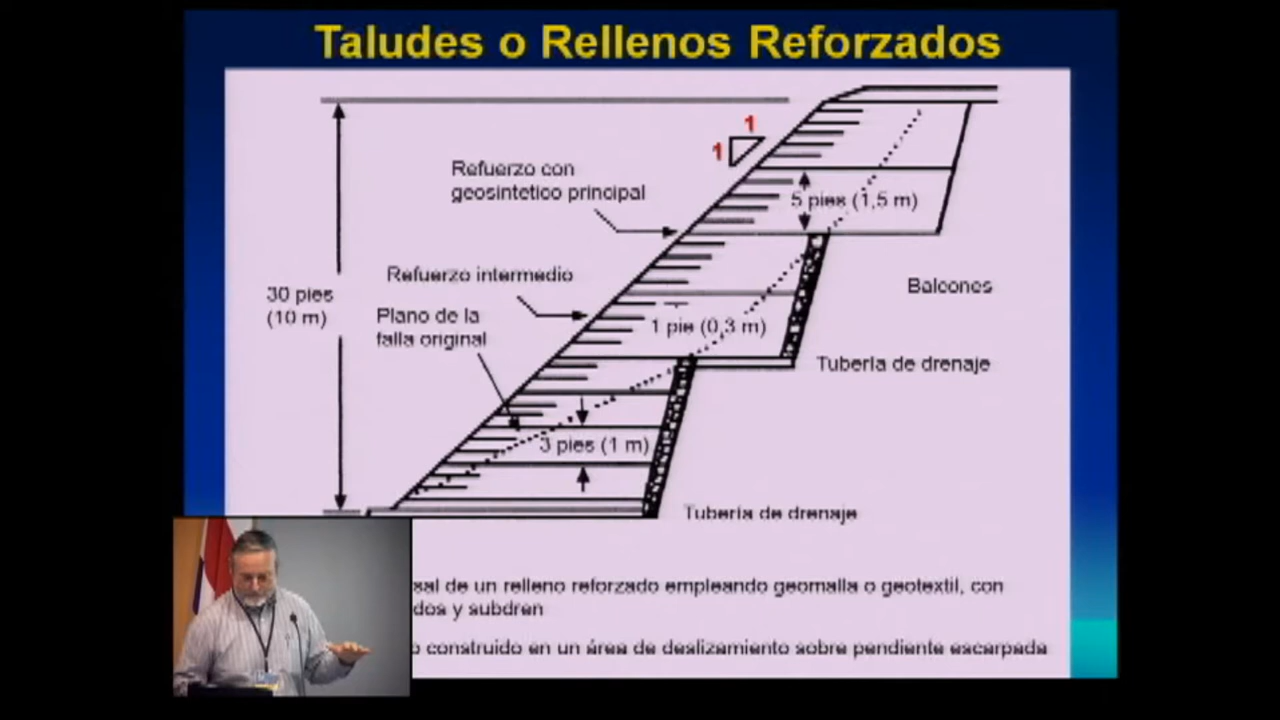 Taludes o Rellenos Reforzados
1
1
Refuerzo con
geosintetico principal
5 pies (1,5 m)
Refuerzo intermedio
Balcones
30 pies
(10 m)
Plano de la
falla original
1 pie (0,3 m)
Tubería de drenaje
3 pies (1 m)
Tubería de drenaje
sal de un relleno reforzado empleando geomalla o geotextil, con
dos y subdren
o construido en un área de deslizamiento sobre pendiente escarpada